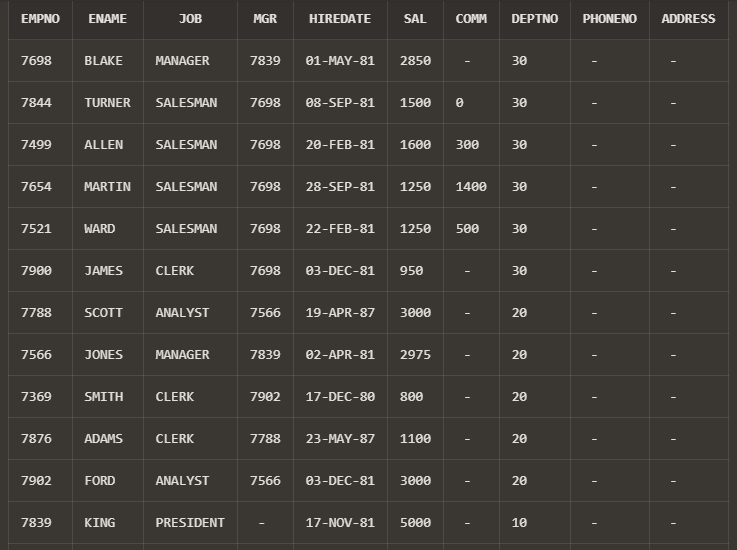 EMPNO ENAME JOB MGR HIREDATE SAL COMM DEPTNO PHONENO ADDRESS
7698 BLAKE MANAGER 7839 01-MAY-81 2850 - 30 - -
7844 TURNER SALESMAN 7698 08-SEP-81 1500 0 30 - -
7499 ALLEN SALESMAN 7698 20-FEB-81 1600 300 30 - -
7654 MARTIN SALESMAN 7698 28-SEP-81 1250 1400 30 - -
7521 WARD SALESMAN 7698 22-FEB-81 1250 500 30 - -
7900 JAMES CLERK 7698 03-DEC-81 950 - 30 - -
7788 SCOTT ANALYST 7566 19-APR-87 3000 - 20 - -
7566 JONES MANAGER 7839 02-APR-81 2975 - 20 - -
7369 SMITH CLERK 7902 17-DEC-80 800 - 20 - -
7876 ADAMS CLERK 7788 23-MAY-87 1100 - 20 - -
7902 FORD ANALYST 7566 03-DEC-81 3000 - 20 - -
7839 KING PRESIDENT - 17-NOV-81 5000 - 10 - -